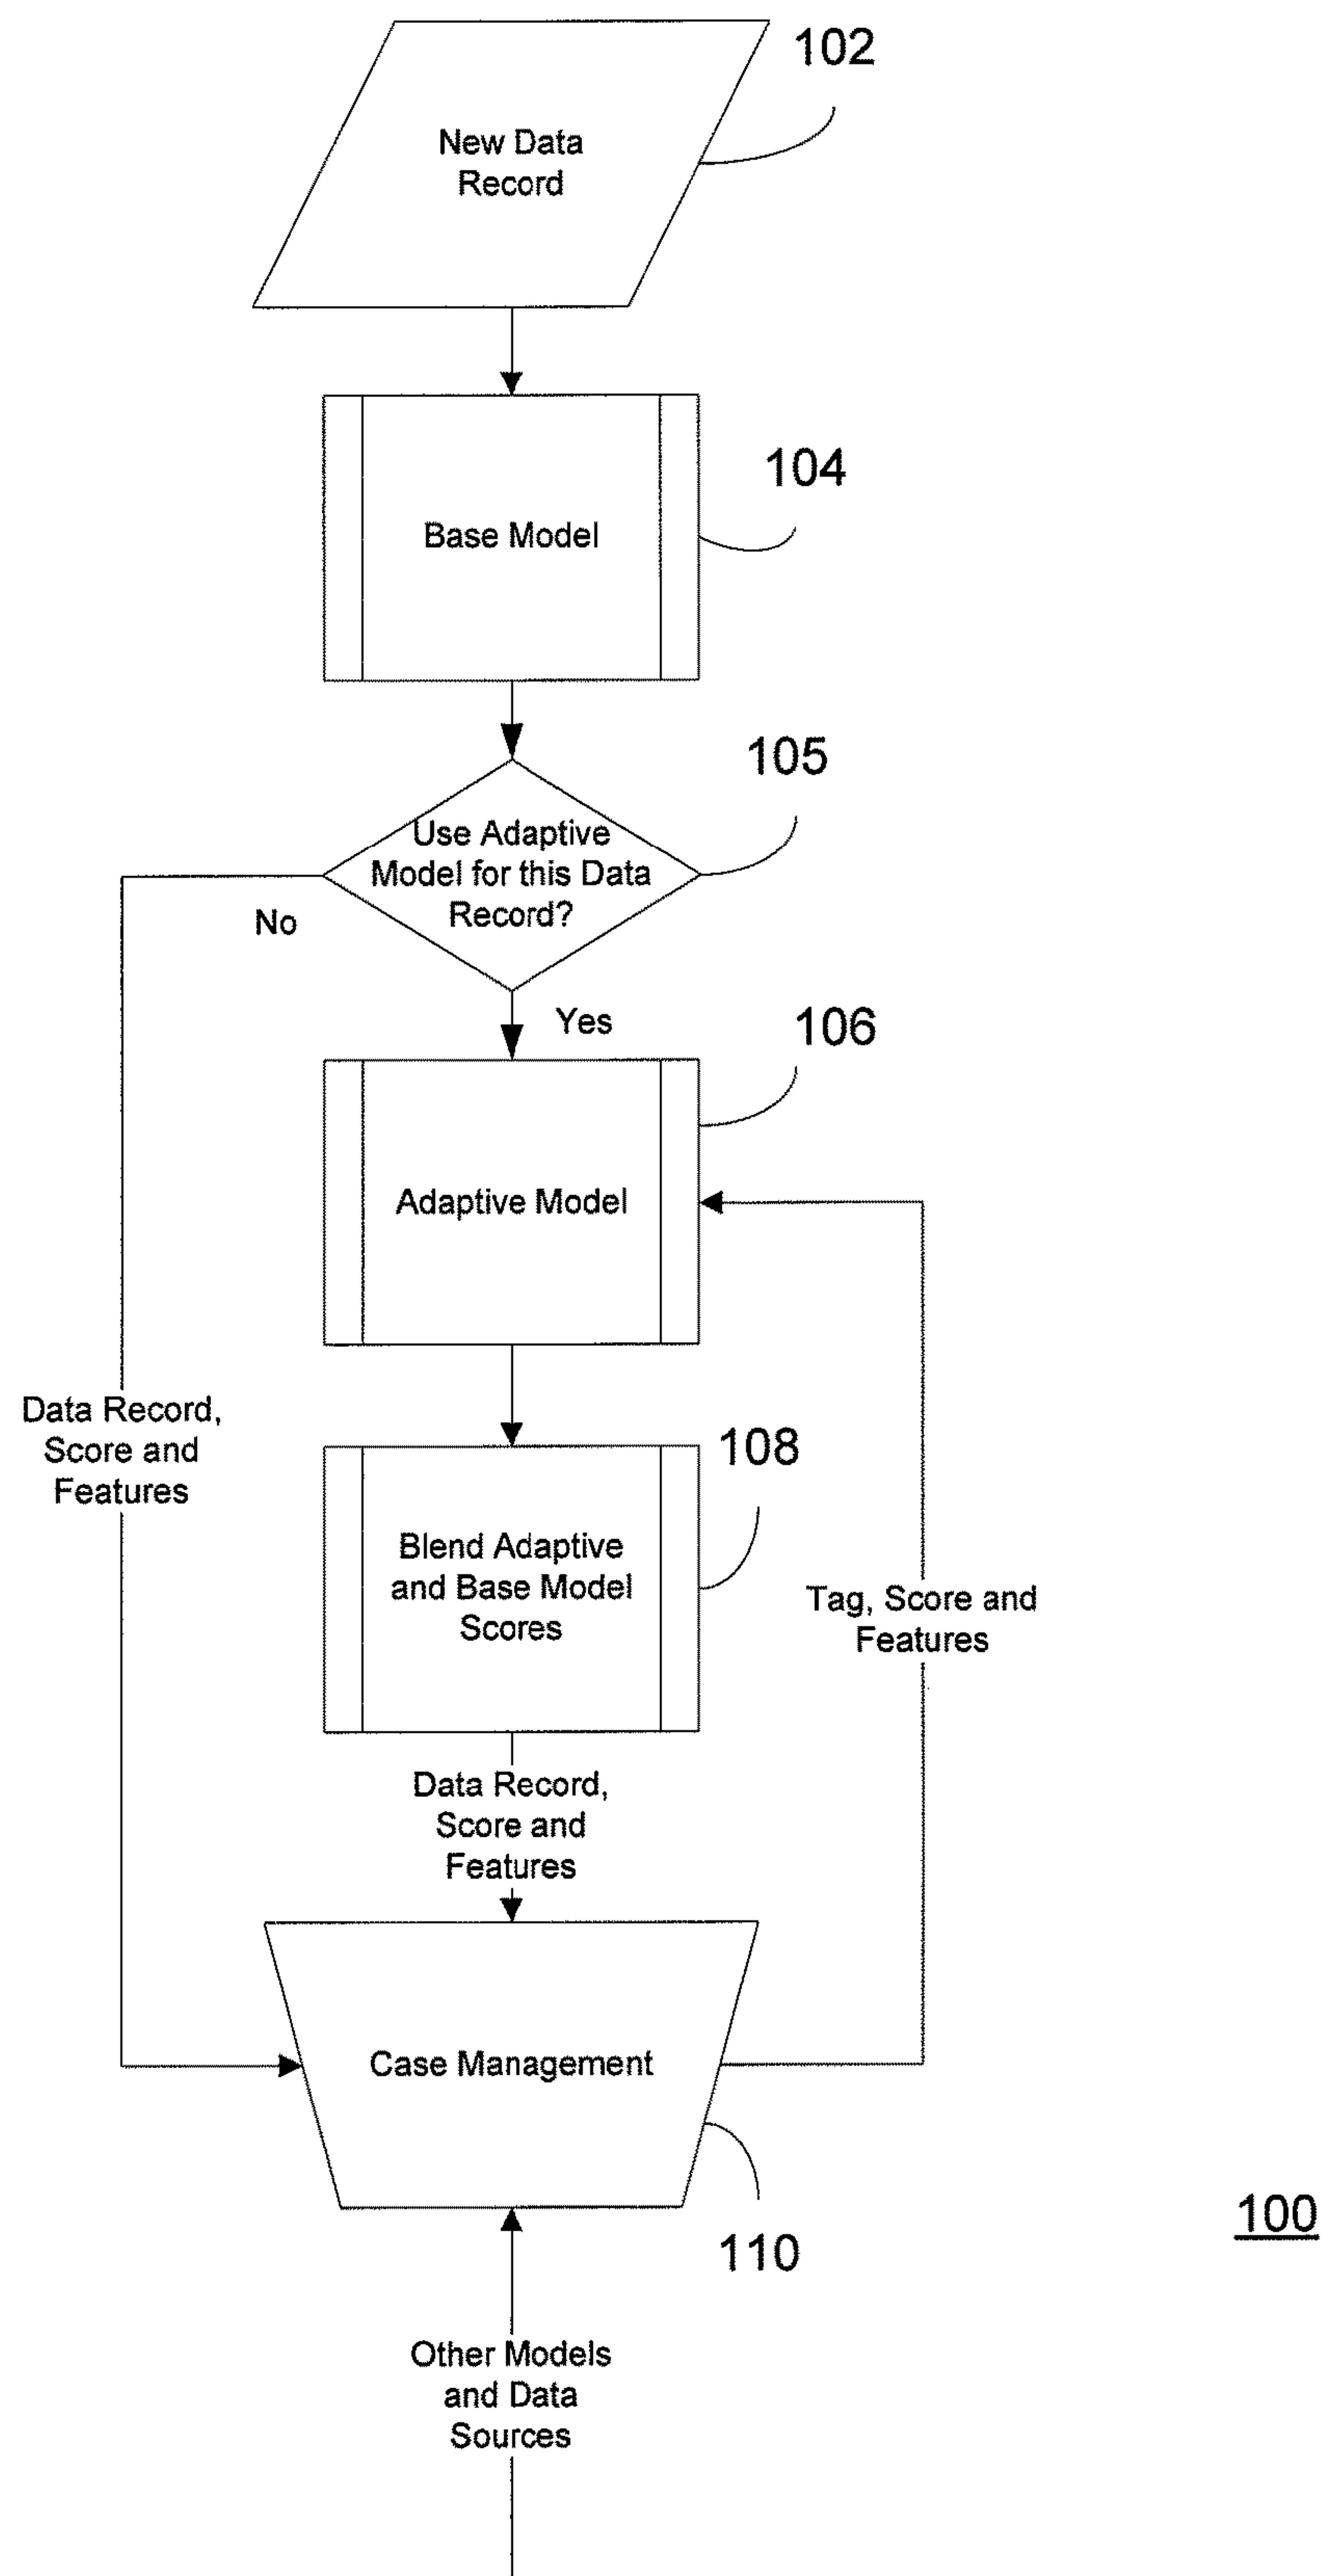 102
New Data
Record
104
Base Model
105
Use Adaptive
Model for this Data
Record?
No
Yes
106
Adaptive Model
Data Record,
Score and
Features
108
Blend Adaptive
and Base Model
Scores
Tag, Score and
Features
Data Record,
Score and
Features
Case Management
110
100
Other Models
and Data
Sources